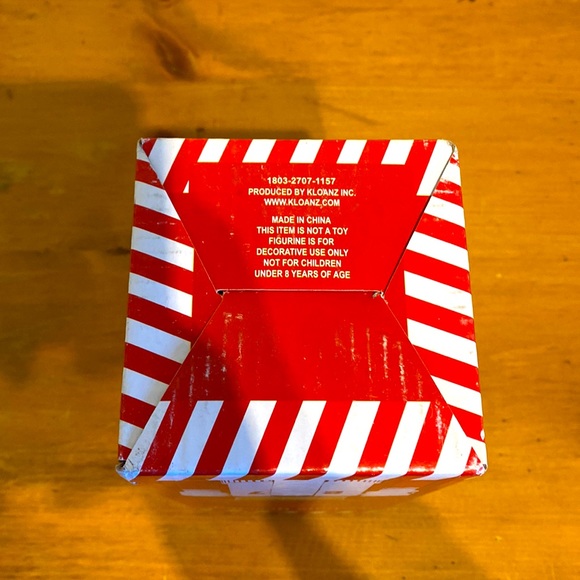 1803-2707-1157
PRODUCED BY KLOANZ INC.
WWW.KLOANZ.COM
MADE IN CHINA
THIS ITEM IS NOT A TOY
FIGURINE IS FOR
DECORATIVE USE ONLY
NOT FOR CHILDREN
UNDER 8 YEARS OF AGE